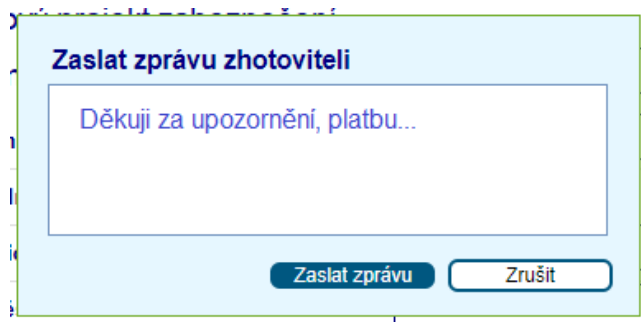 Zaslat zprávu zhotoviteli
Děkuji za upozornění, platbu...
Zaslat zprávu
Zrušit